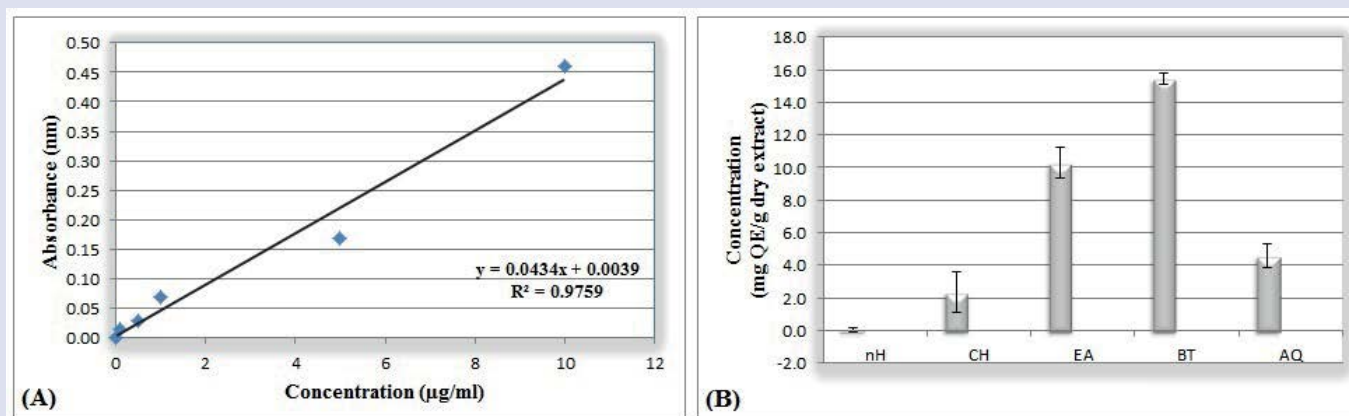 0.50
0.45
0.40
0.35
0.30
0.25
0.20
0.15
0.10
0.05
0.00
Absorbance (nm)
y = 0.0434x + 0.0039
R² = 0.9759
0 2 4 6 8 10 12
Concentration (µg/ml)
(A)
18.0
16.0
14.0
12.0
10.0
8.0
6.0
4.0
2.0
0.0
-2.0
Concentration
(mg QE/g dry extract)
nH CH EA BT AQ
(B)